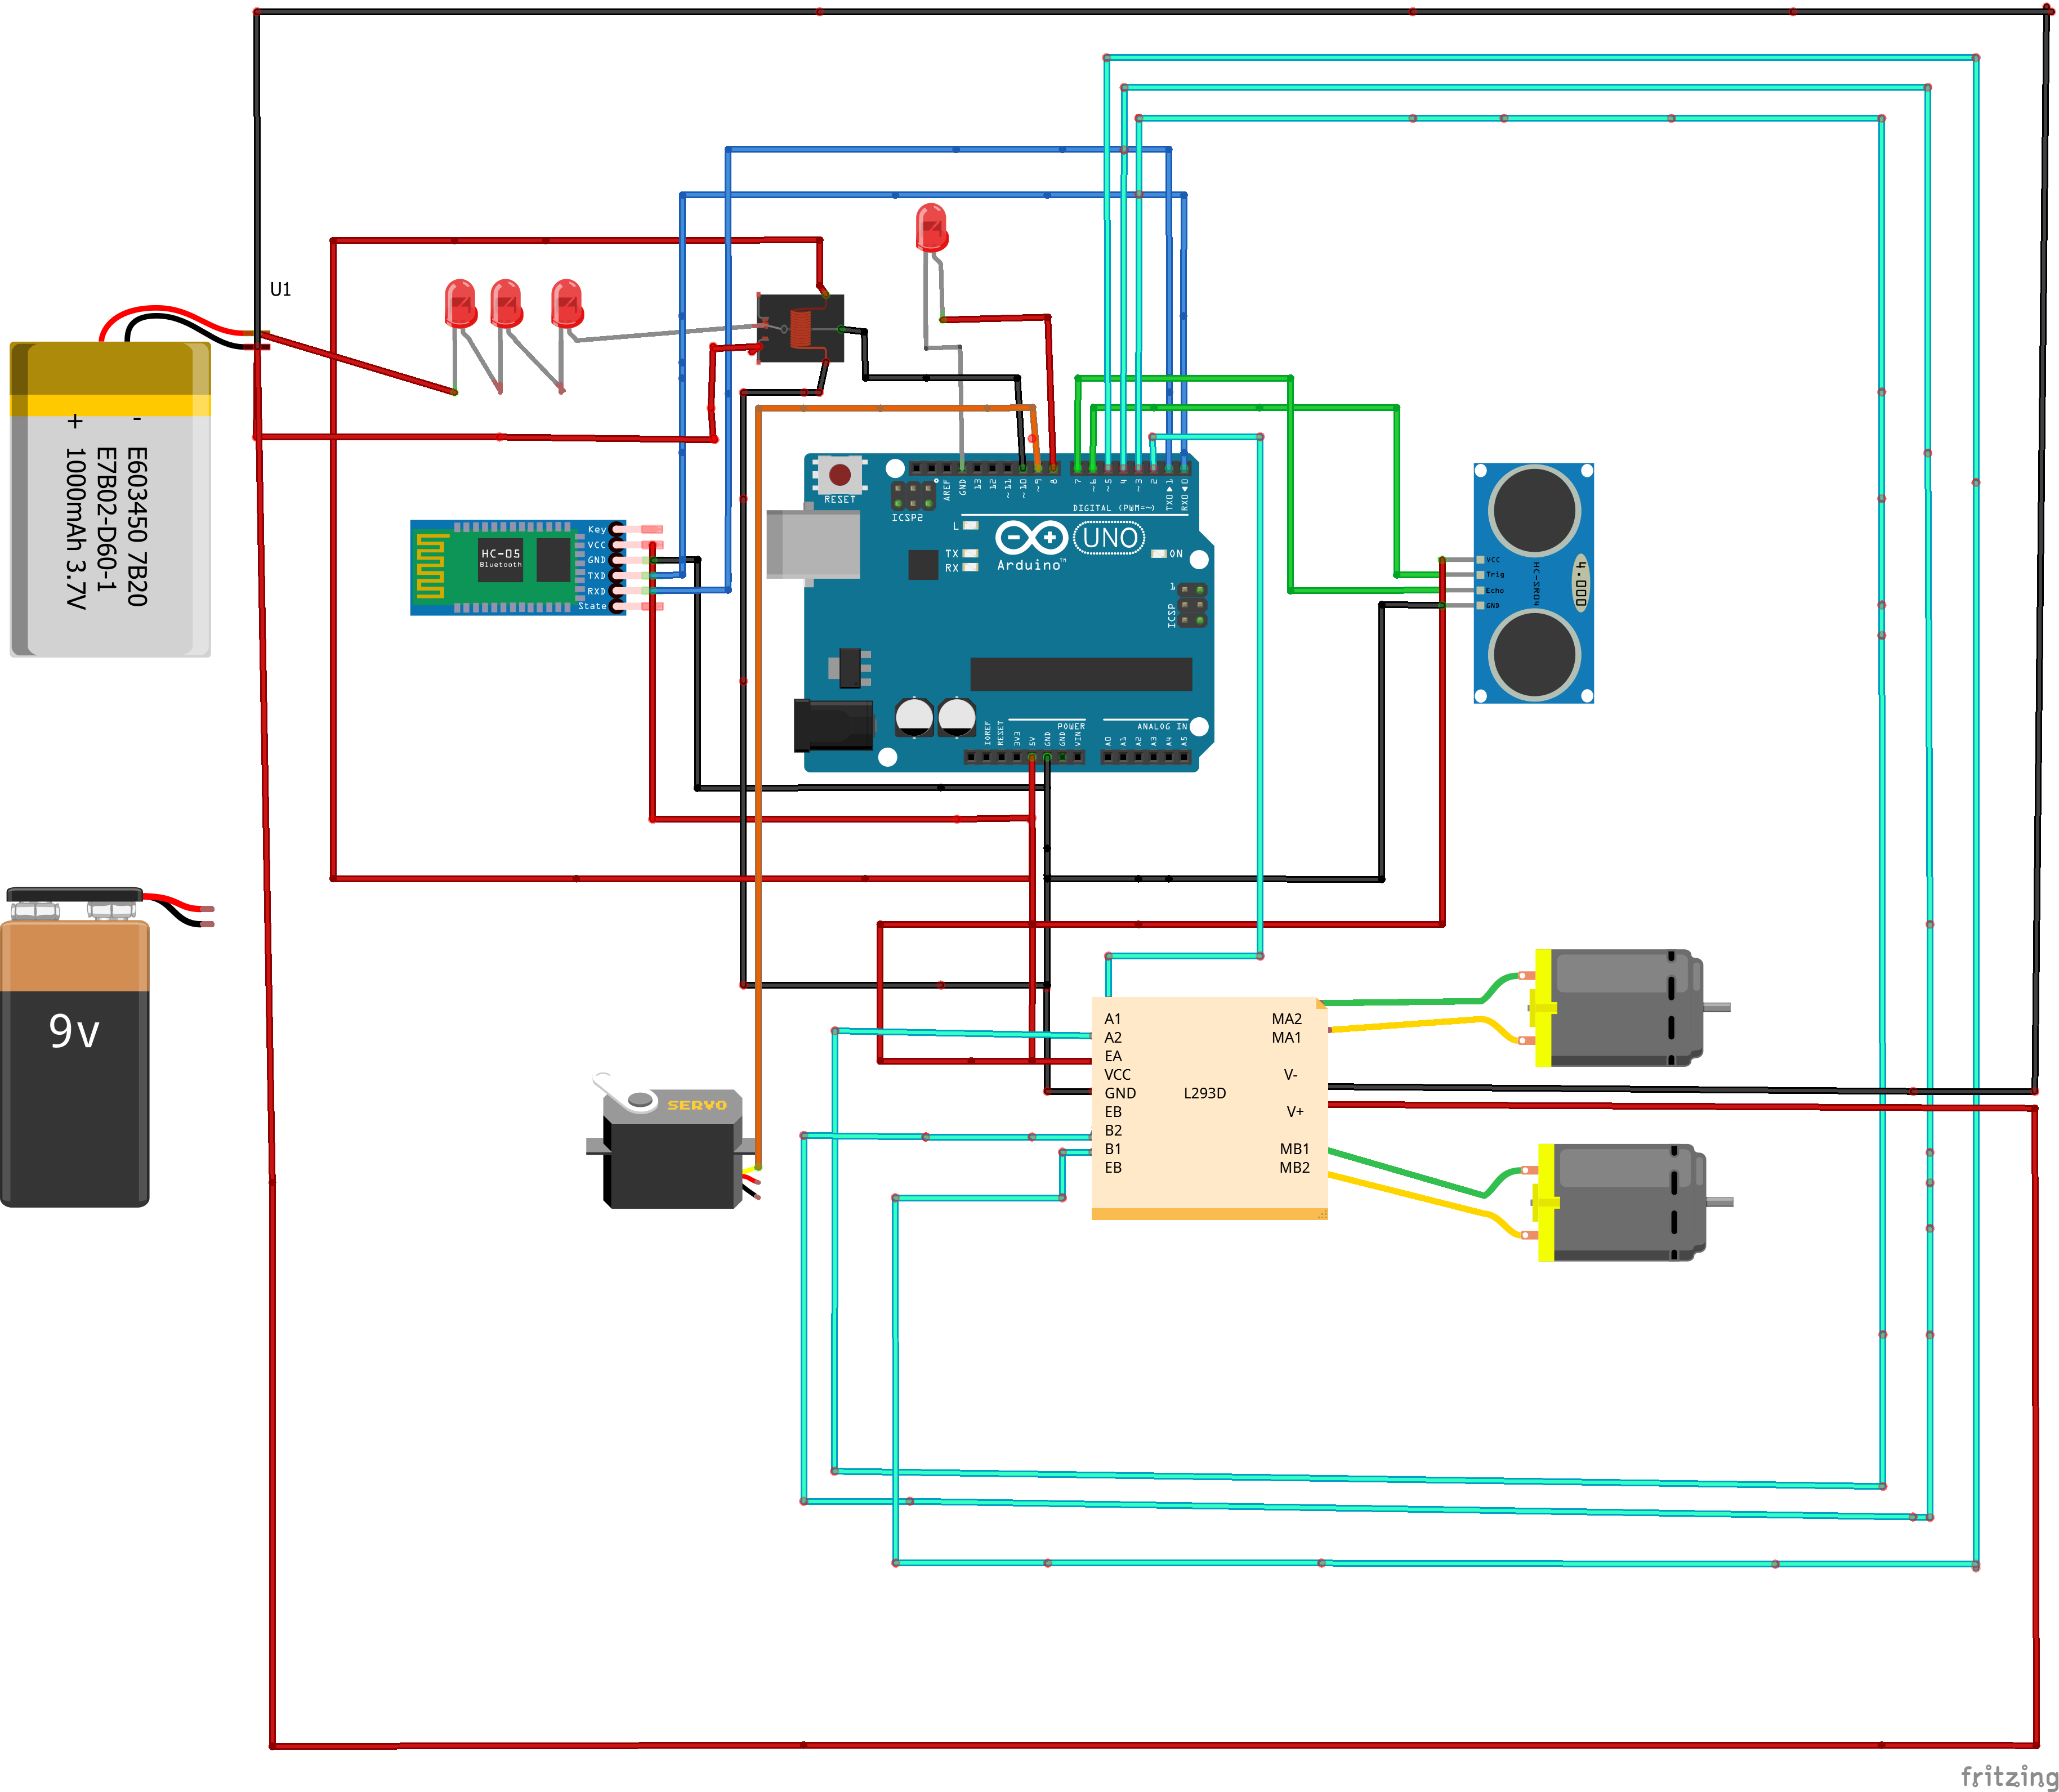 U1
+ -
E603450 7B20
E7B02-D60-1
1000mAh 3.7V
9v
HC-05
Bluetooth
Key
VCC
GND
TXD
RXD
State
RESET
ICSP2
AREF
GND
13
12
~11
~10
~9
8
7
~6
~5
4
~3
2
TX0▶1
RX0◀0
DIGITAL (PWM=~)
L
TX
RX
Arduino™
UNO
ON
1
ICSP
IOREF
RESET
3V3
5V
GND
GND
VIN
POWER
A0
A1
A2
A3
A4
A5
ANALOG IN
VCC
Trig
Echo
GND
HC-SR04
4.000
SERVO
A1
A2
EA
VCC
GND
EB
B2
B1
EB
L293D
MA2
MA1
V-
V+
MB1
MB2
fritzing